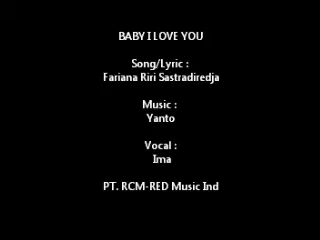 BABY I LOVE YOU
Song/Lyric :
Fariana Riri Sastradiredja
Music :
Yanto
Vocal :
Ima
PT. RCM-RED Music Ind